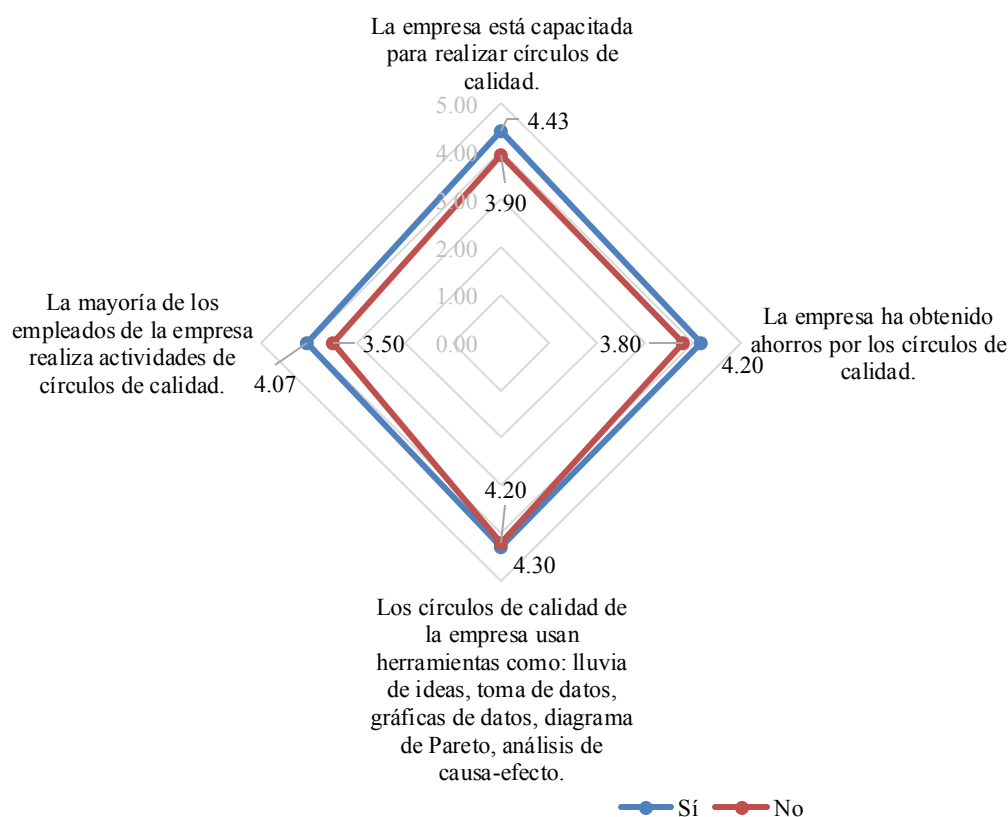 La empresa está capacitada
para realizar círculos de
calidad.
5.00
4.43
4.00
3.90
3.00
2.00
1.00
0.00
La mayoría de los
empleados de la empresa
realiza actividades de
círculos de calidad.
3.50
4.07
3.80
La empresa ha obtenido
ahorros por los círculos de
calidad.
4.20
4.20
4.30
Los círculos de calidad de
la empresa usan
herramientas como: lluvia
de ideas, toma de datos,
gráficas de datos, diagrama
de Pareto, análisis de
causa-efecto.
Sí No